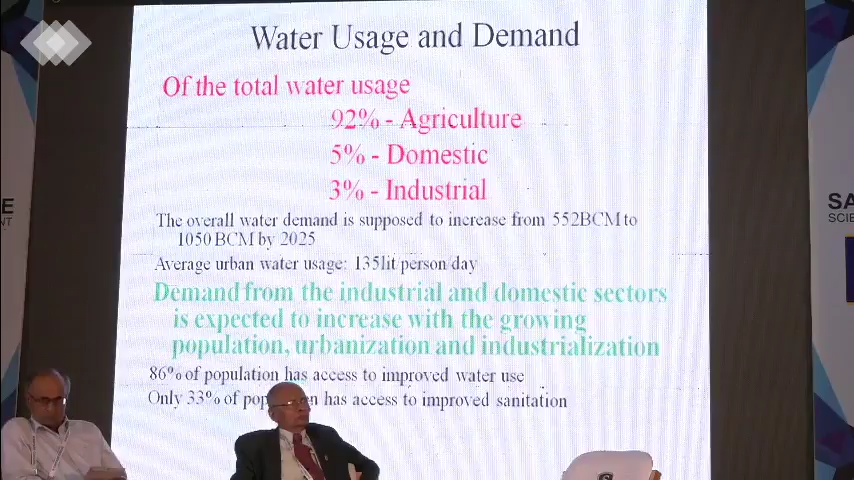 Water Usage and Demand
Of the total water usage
92% - Agriculture
5% - Domestic
3% - Industrial
The overall water demand is supposed to increase from 552BCM to
1050 BCM by 2025
Average urban water usage: 135lit person day
Demand from the industrial and domestic sectors
is expected to increase with the growing
population, urbanization and industrialization
86% of population has access to improved water use
Only 33% of has access to improved sanitation